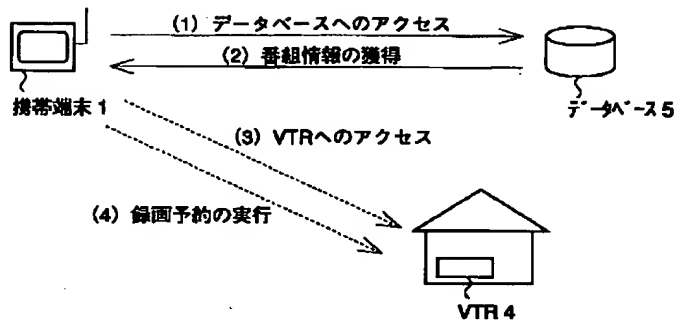 (1) データベースへのアクセス
(2) 番組情報の獲得
携帯端末 1
データベース 5
(3) VTRへのアクセス
(4) 録画予約の実行
VTR 4